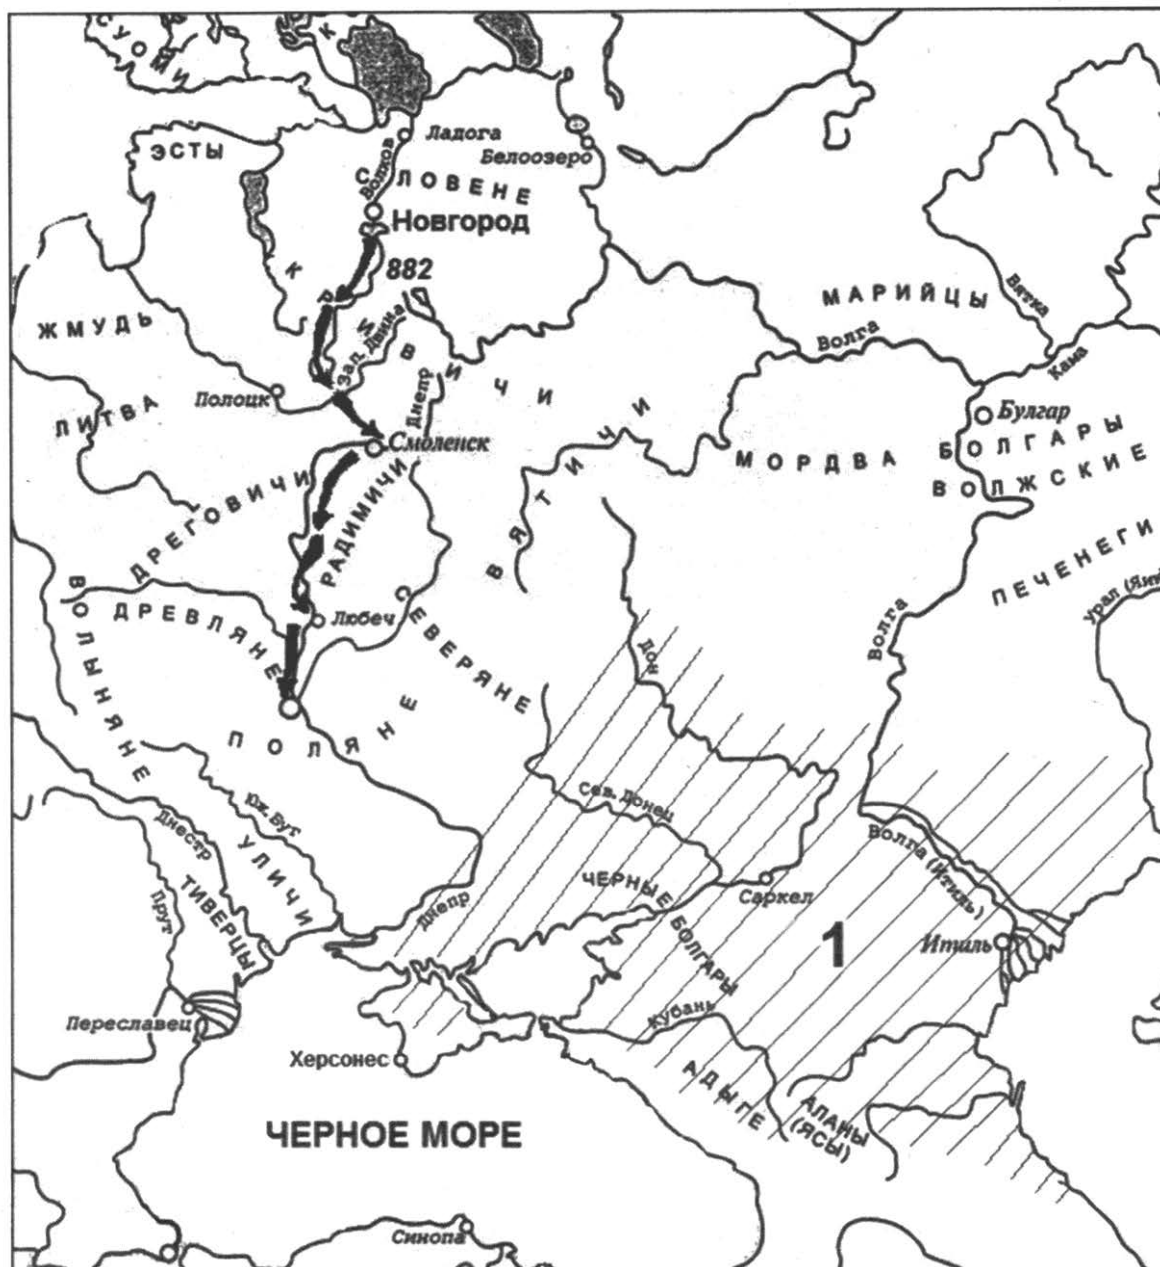 СУОМИ
К
Ладога
ЭСТЫ
Волхов
Белоозеро
СЛОВЕНЕ
Новгород
882
КРИВИЧИ
МАРИЙЦЫ
Вятка
ЖМУДЬ
Зап. Двина
Волга
Кама
Днепр
Полоцк
ЛИТВА
Булгар
Смоленск
МОРДВА
БОЛГАРЫ
ВОЛЖСКИЕ
ВЯТИЧИ
ДРЕГОВИЧИ
РАДИМИЧИ
ПЕЧЕНЕГИ
Урал (Яик)
ВОЛЫНЯНЕ
ДРЕВЛЯНЕ
Любеч
СЕВЕРЯНЕ
Волга
Дон
ПОЛЯНЕ
Сев. Донец
Юж. Буг
Днестр
УЛИЧИ
Волга (Итиль)
ЧЕРНЫЕ БОЛГАРЫ
Саркел
Прут
ТИВЕРЦЫ
Днепр
1
Итиль
Переславец
Кубань
Херсонес
АДЫГЕ
АЛАНЫ
(ЯСЫ)
ЧЕРНОЕ МОРЕ
Синопа